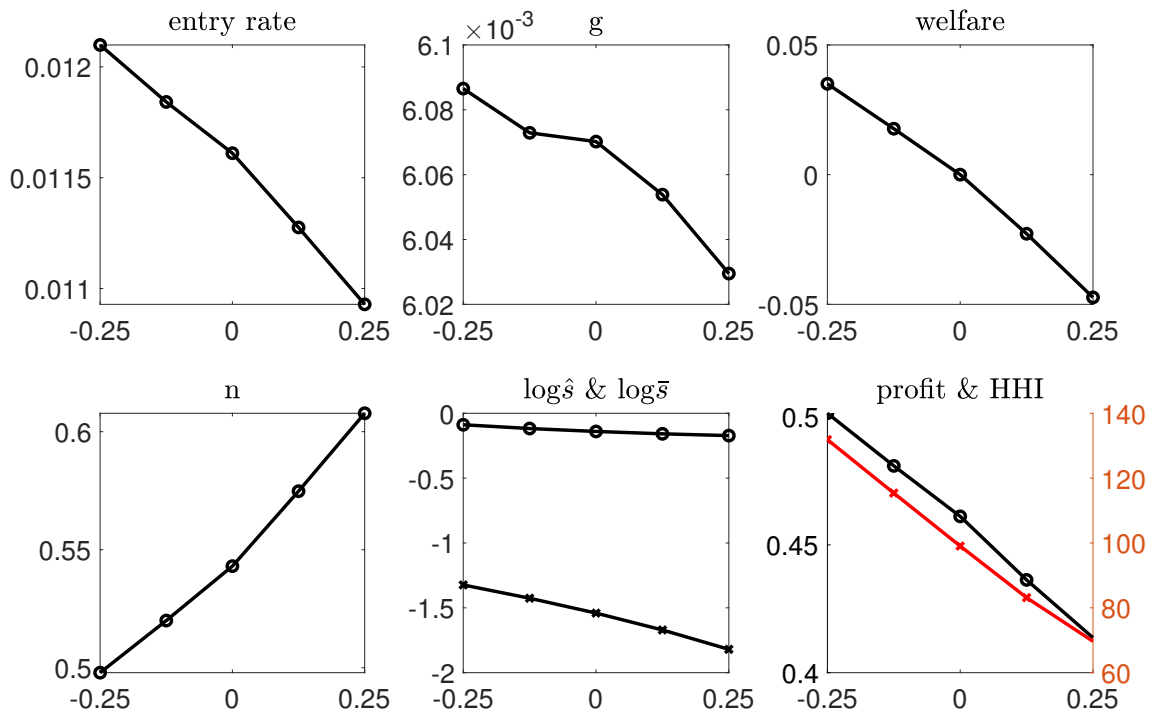 entry rate
0.012
0.0115
0.011
-0.25 0 0.25
×10⁻³
g
6.1
6.08
6.06
6.04
6.02
-0.25 0 0.25
welfare
0.05
0
-0.05
-0.25 0 0.25
n
0.6
0.55
0.5
-0.25 0 0.25
logŝ & logs̄
0
-0.5
-1
-1.5
-2
-0.25 0 0.25
profit & HHI
0.5
0.45
0.4
140
120
100
80
60
-0.25 0 0.25